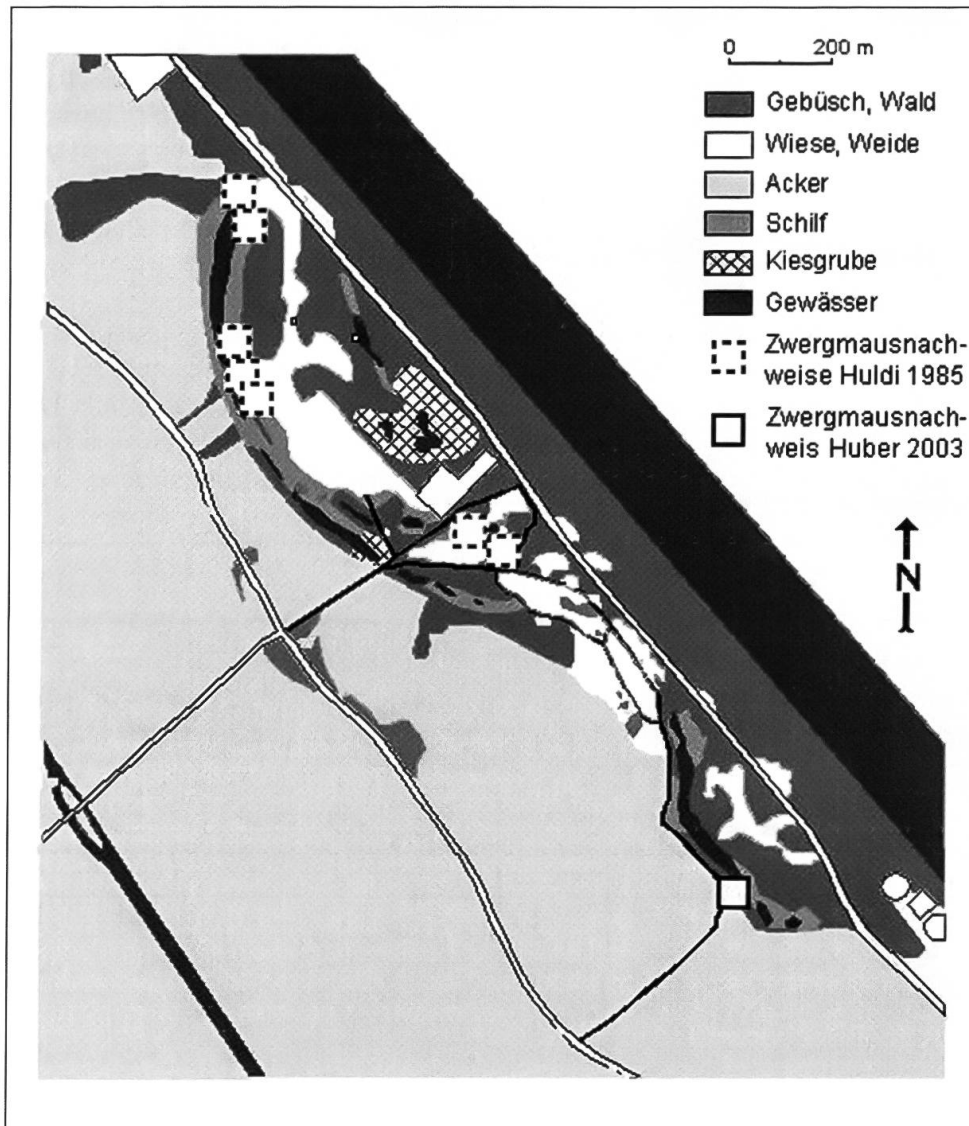 0 200 m
Gebüsch, Wald
Wiese, Weide
Acker
Schilf
Kiesgrube
Gewässer
Zwergmausnach-
weise Huldi 1985
Zwergmausnach-
weis Huber 2003
N